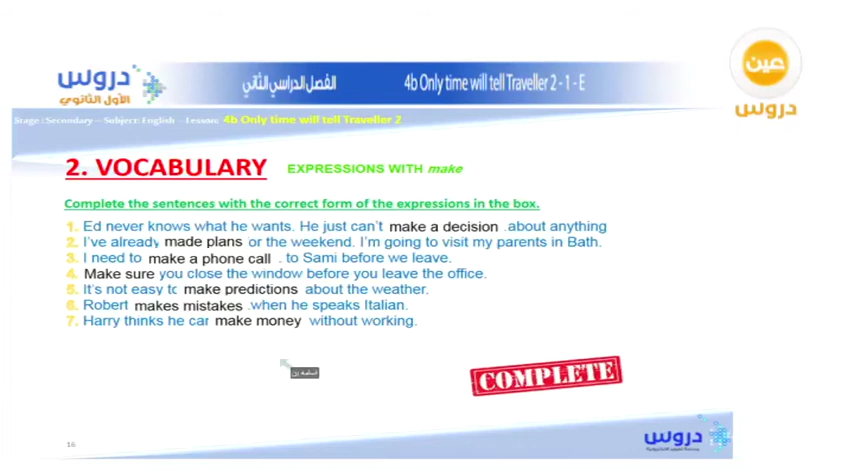 دروس
الأول الثانوي
الفصل الدراسي الثاني
4b Only time will tell Traveller 2 - 1 - E
عين
دروس
Stage : Secondary – Subject: English – Lesson: 4b Only time will tell Traveller 2
2. VOCABULARY EXPRESSIONS WITH make
Complete the sentences with the correct form of the expressions in the box.
1. Ed never knows what he wants. He just can't make a decision .about anything
2. I've already made plans or the weekend. I'm going to visit my parents in Bath.
3. I need to make a phone call . to Sami before we leave.
4. Make sure you close the window before you leave the office.
5. It's not easy to make predictions about the weather.
6. Robert makes mistakes .when he speaks Italian.
7. Harry thinks he car make money without working.
COMPLETE
16
دروس